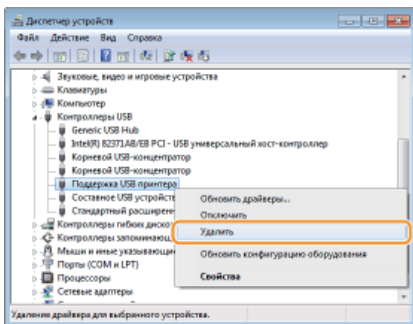 Диспетчер устройств
Файл Действие Вид Справка
Звуковые, видео и игровые устройства
Клавиатуры
Компьютер
Контроллеры USB
Generic USB Hub
Intel(R) 82371AB/EB PCI - USB универсальный хост-контроллер
Корневой USB-концентратор
Корневой USB-концентратор
Поддержка USB принтера
Составное USB устройств
Стандартный расширенн
Контроллеры гибких диско
Контроллеры запоминающ
Мыши и иные указывающи
Порты (COM и LPT)
Процессоры
Сетевые адаптеры
Обновить драйверы...
Отключить
Удалить
Обновить конфигурацию оборудования
Свойства
Удаление драйвера для выбранного устройства.